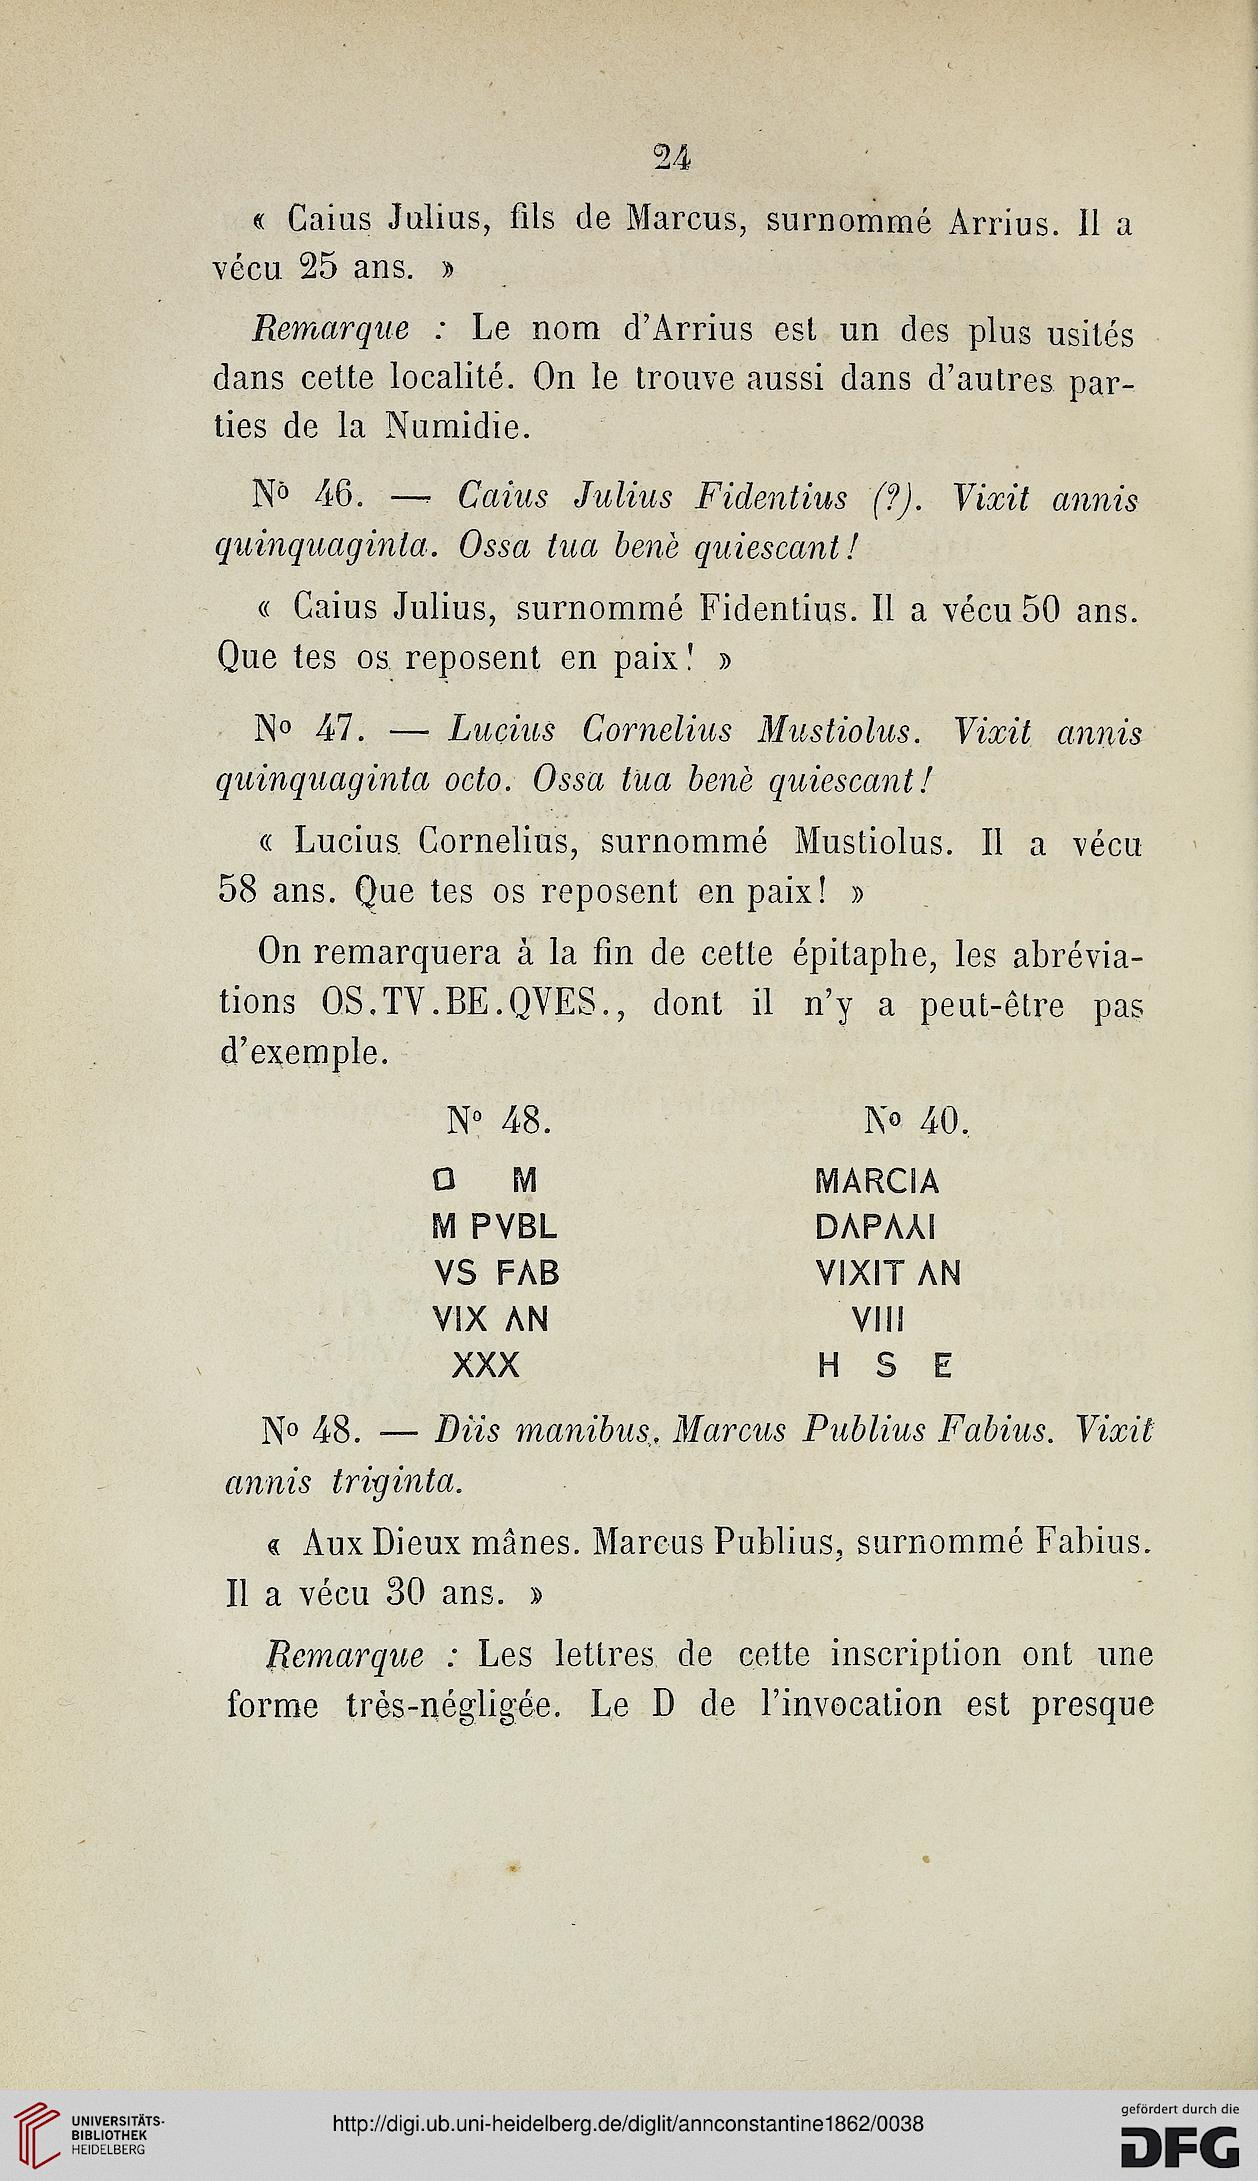 24
« Caius Julius, fils de Marcus, surnommé Arrius. Il a
vécu 25 ans. »
Remarque : Le nom d'Arrius est un des plus usités
dans cette localité. On le trouve aussi dans d'autres par-
ties de la Numidie.
No 46. — Caius Julius Fidentius (?). Vixit annis
quinquaginta. Ossa tua benè quiescant!
« Caius Julius, surnommé Fidentius. Il a vécu 50 ans.
Que tes os reposent en paix! »
No 47. — Lucius Cornelius Mustiolus. Vixit annis
quinquaginta octo. Ossa tua benè quiescant!
« Lucius Cornelius, surnommé Mustiolus. Il a vécu
58 ans. Que tes os reposent en paix! »
On remarquera à la fin de cette épitaphe, les abrévia-
tions OS.TV.BE.QVES., dont il n'y a peut-être pas
d'exemple.
No 48.
O M
M PVBL
VS FΛB
VIX ΛN
XXX
No 40.
MARCIA
DΛPΛλI
VIXIT ΛN
VIII
H S E
No 48. — Diis manibus. Marcus Publius Fabius. Vixit
annis triginta.
« Aux Dieux mânes. Marcus Publius, surnommé Fabius.
Il a vécu 30 ans. »
Remarque : Les lettres de cette inscription ont une
forme très-négligée. Le D de l'invocation est presque
UNIVERSITÄTS-
BIBLIOTHEK
HEIDELBERG
http://digi.ub.uni-heidelberg.de/diglit/annconstantine1862/0038
gefördert durch die
DFG